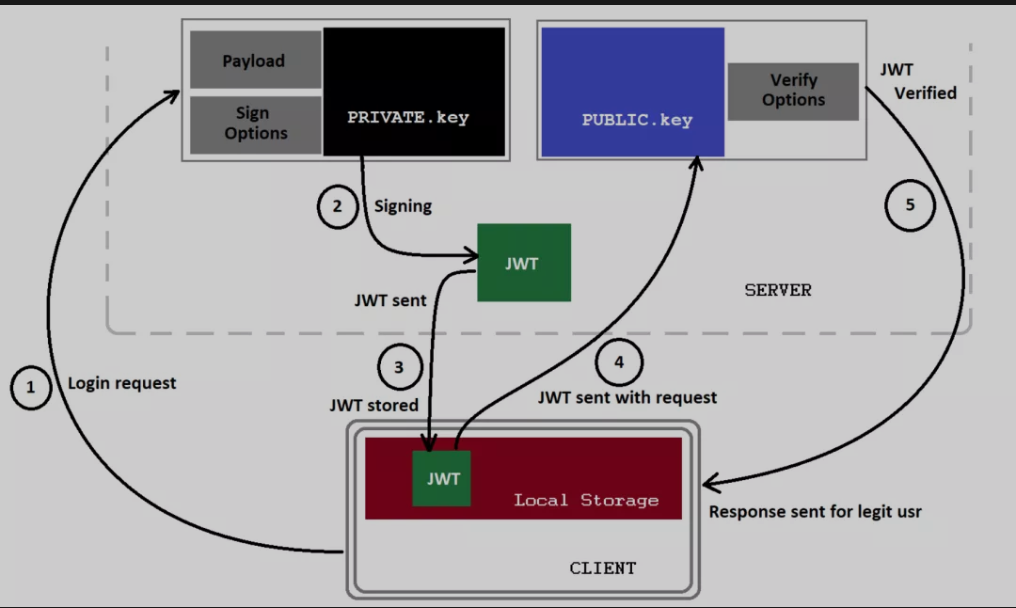 Payload
Sign
Options
PRIVATE.key
PUBLIC.key
Verify
Options
JWT
Verified
2
Signing
5
JWT
SERVER
JWT sent
3
4
1
Login request
JWT stored
JWT sent with request
JWT
Local Storage
Response sent for legit usr
CLIENT